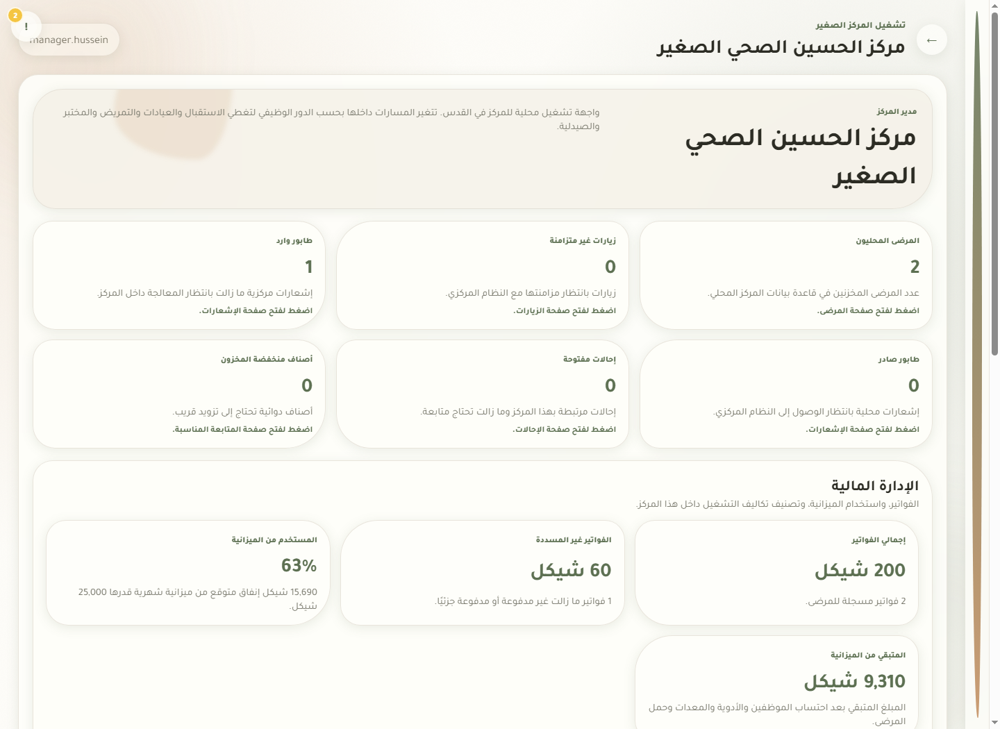 تشغيل المركز الصغير
مركز الحسين الصحي الصغير
←
2
!
manager.hussein
مدير المركز
مركز الحسين الصحي
الصغير
واجهة تشغيل محلية للمركز في القدس. تتغير المسارات داخلها بحسب الدور الوظيفي لتغطي الاستقبال والعيادات والتمريض والمختبر
والصيدلية.
المرضى المحليون
2
عدد المرضى المخزنين في قاعدة بيانات المركز المحلي.
اضغط لفتح صفحة المرضى.
زيارات غير متزامنة
0
زيارات بانتظار مزامنتها مع النظام المركزي.
اضغط لفتح صفحة الزيارات.
طابور وارد
1
إشعارات مركزية ما زالت بانتظار المعالجة داخل المركز.
اضغط لفتح صفحة الإشعارات.
طابور صادر
0
إشعارات محلية بانتظار الوصول إلى النظام المركزي.
اضغط لفتح صفحة الإشعارات.
إحالات مفتوحة
0
إحالات مرتبطة بهذا المركز وما زالت تحتاج متابعة.
اضغط لفتح صفحة الإحالات.
أصناف منخفضة المخزون
0
أصناف دوائية تحتاج إلى تزويد قريب.
اضغط لفتح صفحة المتابعة المناسبة.
الإدارة المالية
الفواتير، واستخدام الميزانية، وتصنيف تكاليف التشغيل داخل هذا المركز.
إجمالي الفواتير
200 شيكل
2 فواتير مسجلة للمرضى.
الفواتير غير المسددة
60 شيكل
1 فواتير ما زالت غير مدفوعة أو مدفوعة جزئيًا.
المستخدم من الميزانية
63%
15,690 شيكل إنفاق متوقع من ميزانية شهرية قدرها 25,000
شيكل.
المتبقي من الميزانية
9,310 شيكل
المبلغ المتبقي بعد احتساب الموظفين والأدوية والمعدات وحمل
المرضى.